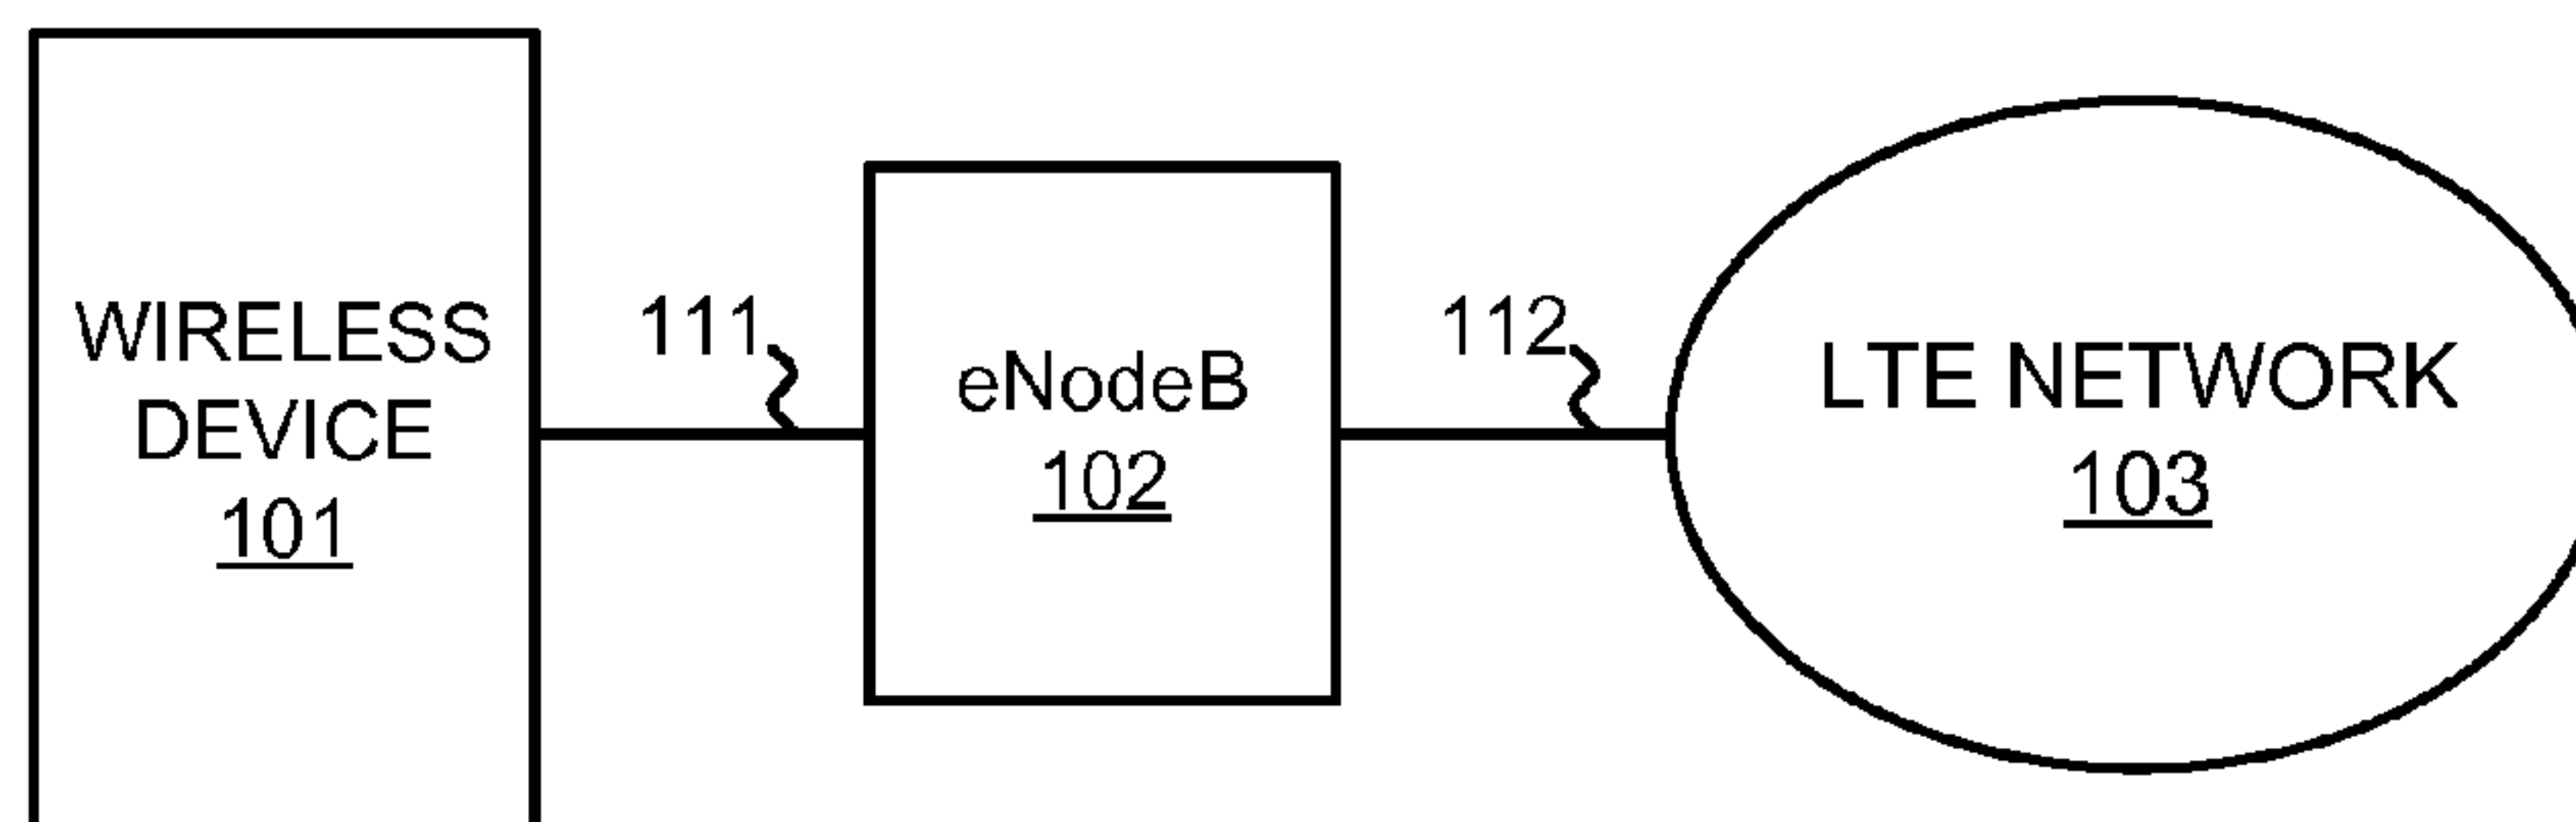 WIRELESS
DEVICE
101
111
eNodeB
102
112
LTE NETWORK
103